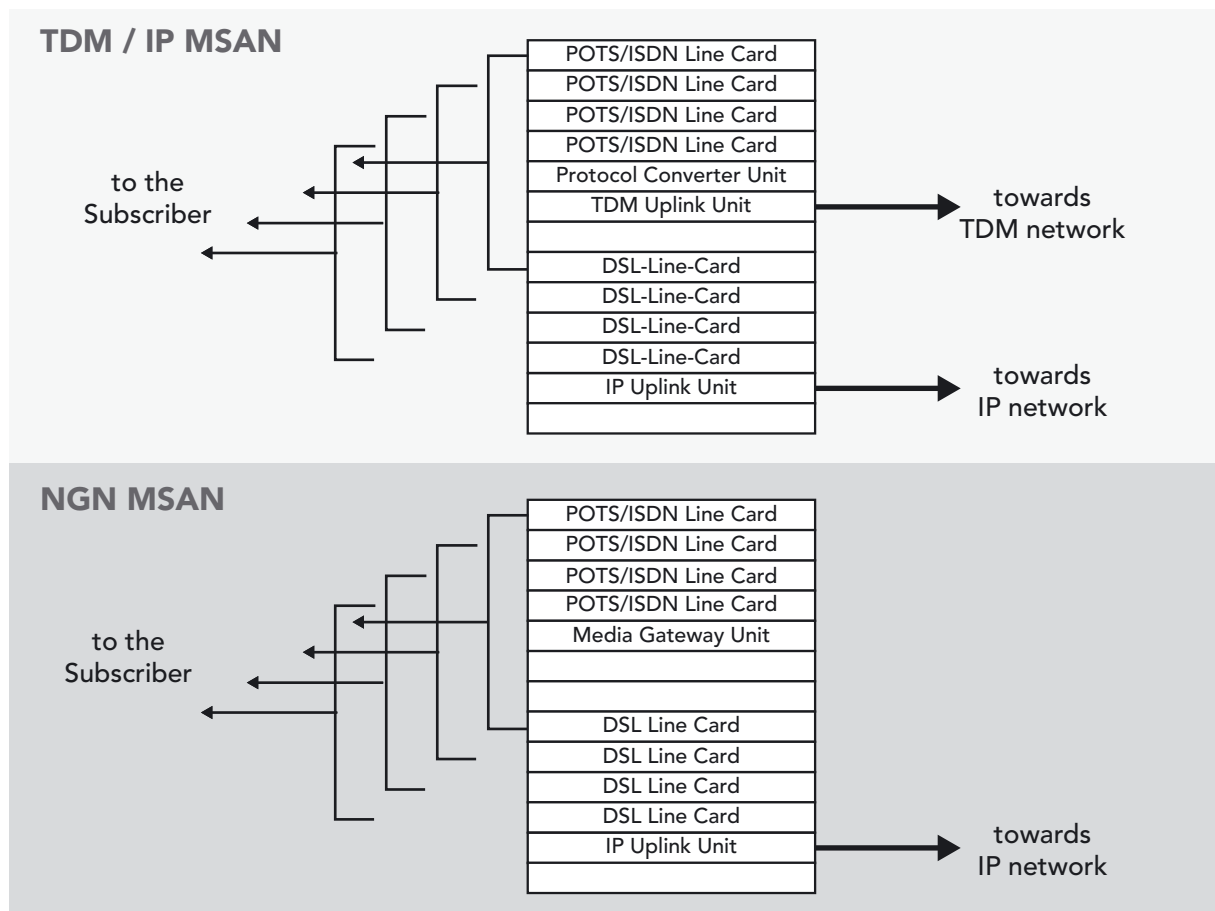 TDM / IP MSAN
POTS/ISDN Line Card
POTS/ISDN Line Card
POTS/ISDN Line Card
POTS/ISDN Line Card
Protocol Converter Unit
TDM Uplink Unit
DSL-Line-Card
DSL-Line-Card
DSL-Line-Card
DSL-Line-Card
IP Uplink Unit
to the
Subscriber
towards
TDM network
towards
IP network
NGN MSAN
POTS/ISDN Line Card
POTS/ISDN Line Card
POTS/ISDN Line Card
POTS/ISDN Line Card
Media Gateway Unit
DSL Line Card
DSL Line Card
DSL Line Card
DSL Line Card
IP Uplink Unit
to the
Subscriber
towards
IP network